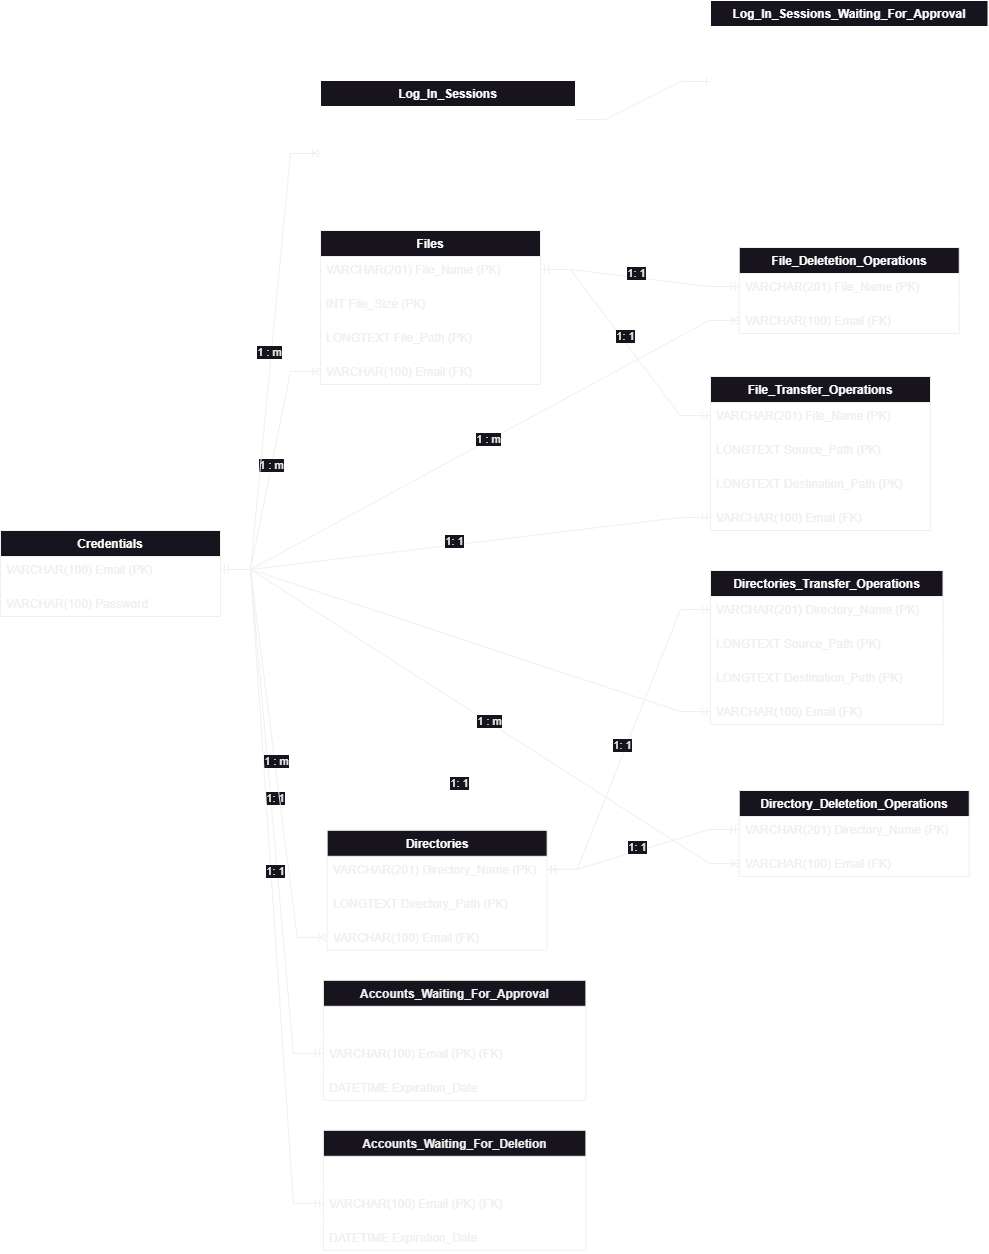 Log_In_Sessions_Waiting_For_Approval
Log_In_Sessions
Files
VARCHAR(201) File_Name (PK)
INT File_Size (PK)
LONGTEXT File_Path (PK)
VARCHAR(100) Email (FK)
File_Deletetion_Operations
VARCHAR(201) File_Name (PK)
VARCHAR(100) Email (FK)
1: 1
1: 1
1 : m
1 : m
1 : m
File_Transfer_Operations
VARCHAR(201) File_Name (PK)
LONGTEXT Source_Path (PK)
LONGTEXT Destination_Path (PK)
VARCHAR(100) Email (FK)
1: 1
Credentials
VARCHAR(100) Email (PK)
VARCHAR(100) Password
Directories_Transfer_Operations
VARCHAR(201) Directory_Name (PK)
LONGTEXT Source_Path (PK)
LONGTEXT Destination_Path (PK)
VARCHAR(100) Email (FK)
1 : m
1: 1
1 : m
1: 1
1: 1
1: 1
1: 1
Directory_Deletetion_Operations
VARCHAR(201) Directory_Name (PK)
VARCHAR(100) Email (FK)
Directories
VARCHAR(201) Directory_Name (PK)
LONGTEXT Directory_Path (PK)
VARCHAR(100) Email (FK)
Accounts_Waiting_For_Approval
VARCHAR(100) Email (PK) (FK)
DATETIME Expiration_Date
Accounts_Waiting_For_Deletion
VARCHAR(100) Email (PK) (FK)
DATETIME Expiration_Date